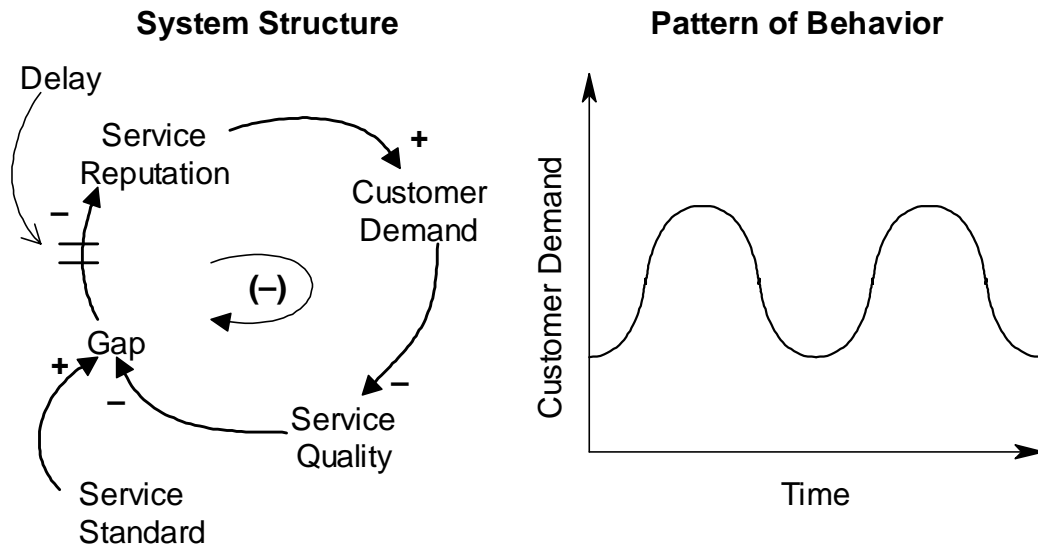 System Structure
Pattern of Behavior
Delay
Service
Reputation
+
Customer
Demand
–
(–)
Gap
+
–
–
Service
Quality
Service
Standard
Customer Demand
Time